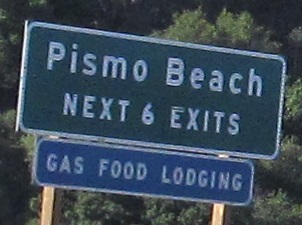 Pismo Beach
NEXT 6 EXITS
GAS FOOD LODGING